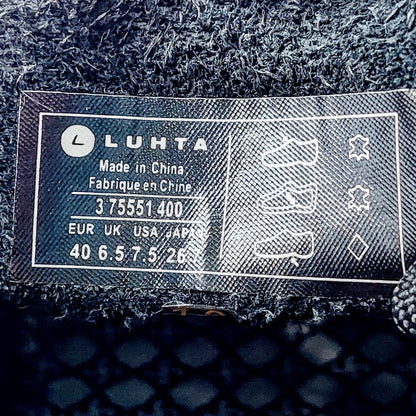 L LUHTA
Made in China
Fabrique en Chine
3 75551 400
EUR UK USA JAPAN
40 6.5 7.5 26